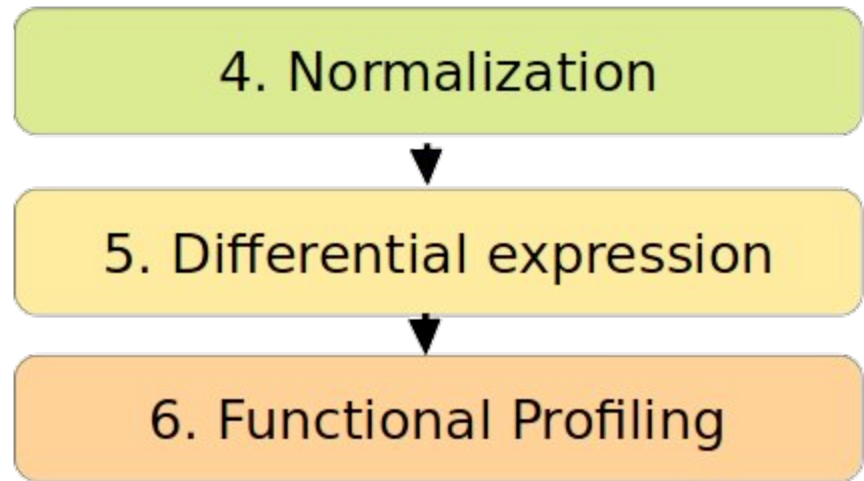 4. Normalization
5. Differential expression
6. Functional Profiling